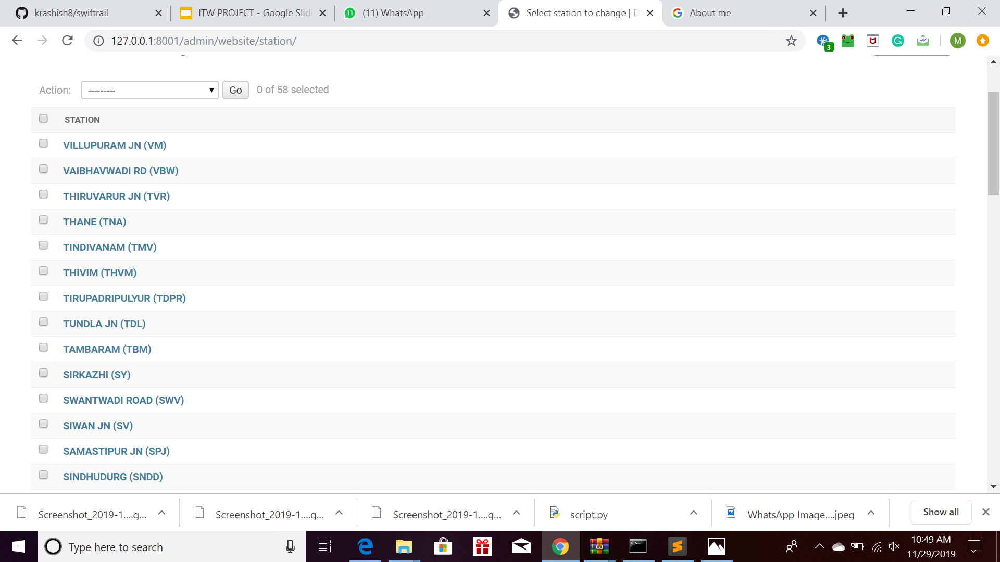 krashish8/swiftrail
ITW PROJECT - Google Slide
(11) WhatsApp
Select station to change | D
About me
127.0.0.1:8001/admin/website/station/
3
M
Action:
---------
Go
0 of 58 selected
STATION
VILLUPURAM JN (VM)
VAIBHAVWADI RD (VBW)
THIRUVARUR JN (TVR)
THANE (TNA)
TINDIVANAM (TMV)
THIVIM (THVM)
TIRUPADRIPULYUR (TDPR)
TUNDLA JN (TDL)
TAMBARAM (TBM)
SIRKAZHI (SY)
SWANTWADI ROAD (SWV)
SIWAN JN (SV)
SAMASTIPUR JN (SPJ)
SINDHUDURG (SNDD)
Screenshot_2019-1....g...
Screenshot_2019-1....g...
Screenshot_2019-1....g...
script.py
WhatsApp Image....jpeg
Show all
Type here to search
10:49 AM
11/29/2019